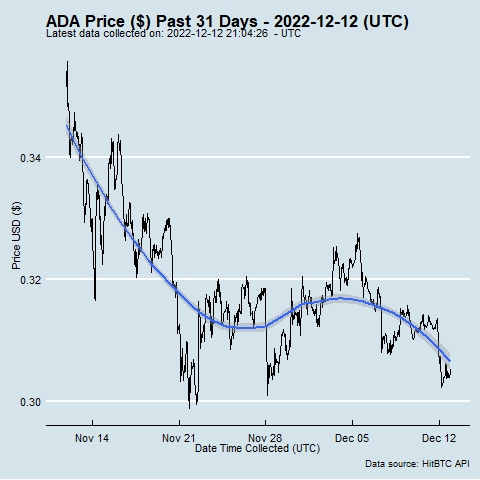 ADA Price ($) Past 31 Days - 2022-12-12 (UTC)
Latest data collected on: 2022-12-12 21:04:26 - UTC
0.34
0.32
0.30
Price USD ($)
Nov 14 Nov 21 Nov 28 Dec 05 Dec 12
Date Time Collected (UTC)
Data source: HitBTC API